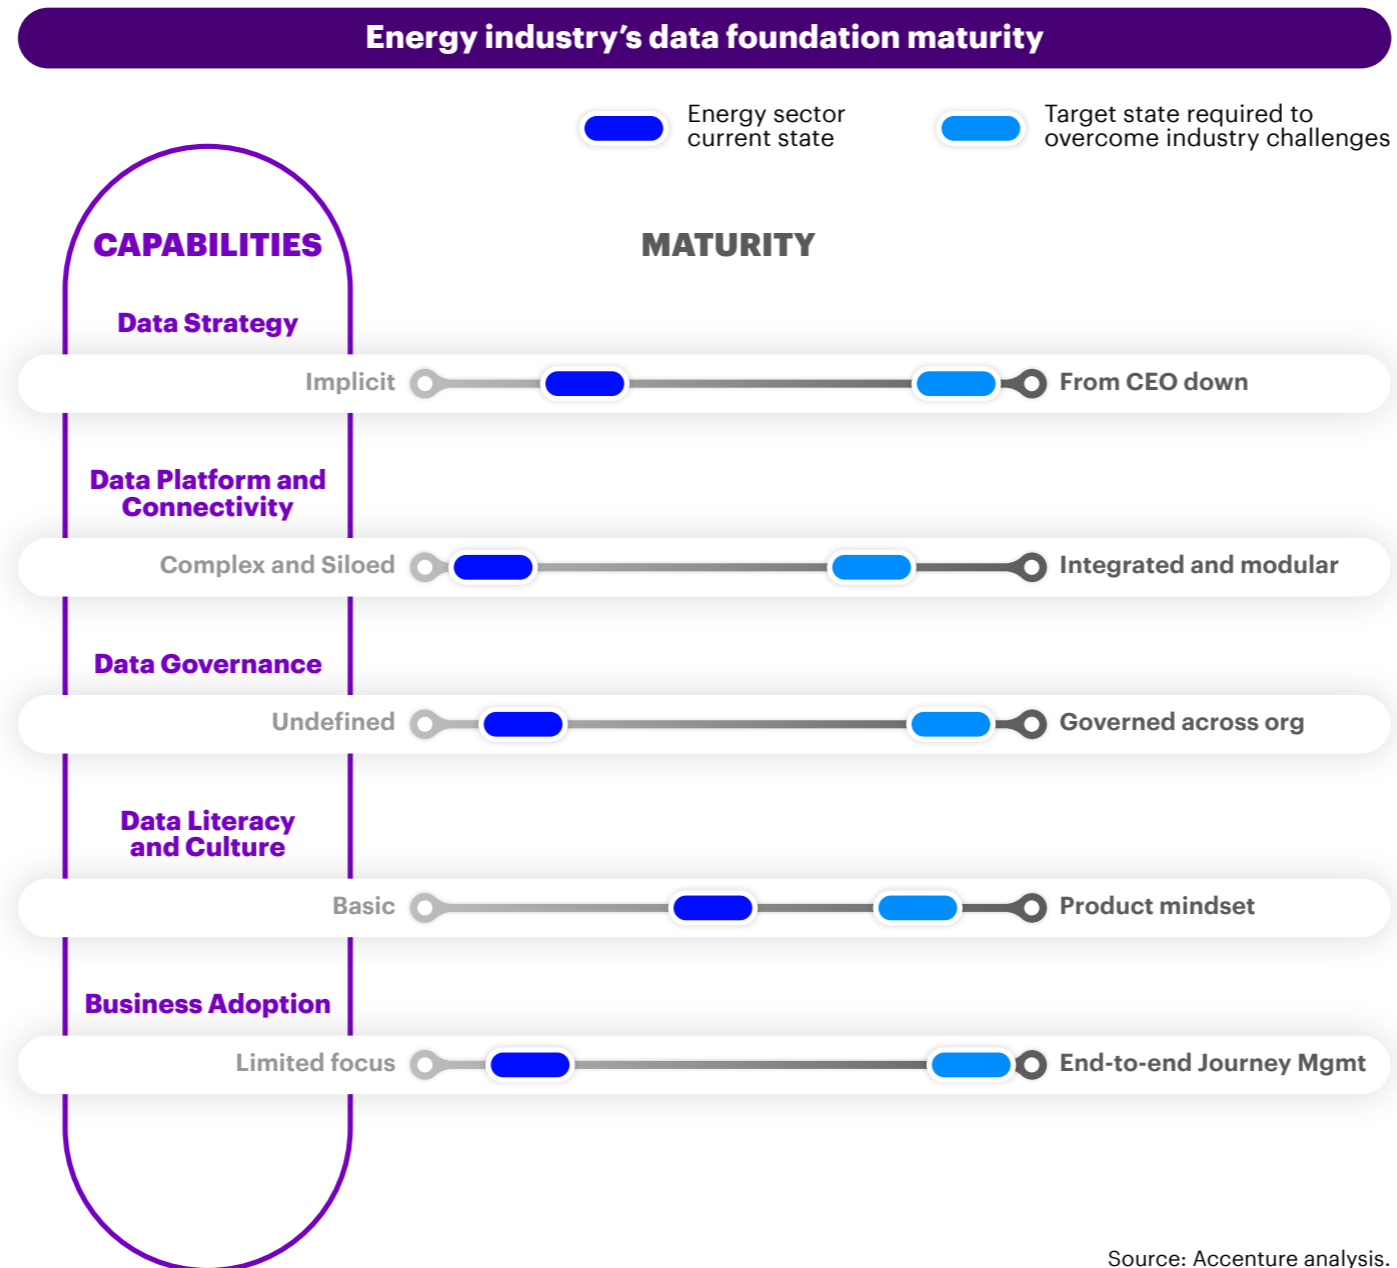 Energy industry’s data foundation maturity
Energy sector
current state
Target state required to
overcome industry challenges
CAPABILITIES
MATURITY
Data Strategy
Implicit
From CEO down
Data Platform and
Connectivity
Complex and Siloed
Integrated and modular
Data Governance
Undefined
Governed across org
Data Literacy
and Culture
Basic
Product mindset
Business Adoption
Limited focus
End-to-end Journey Mgmt
Source: Accenture analysis.